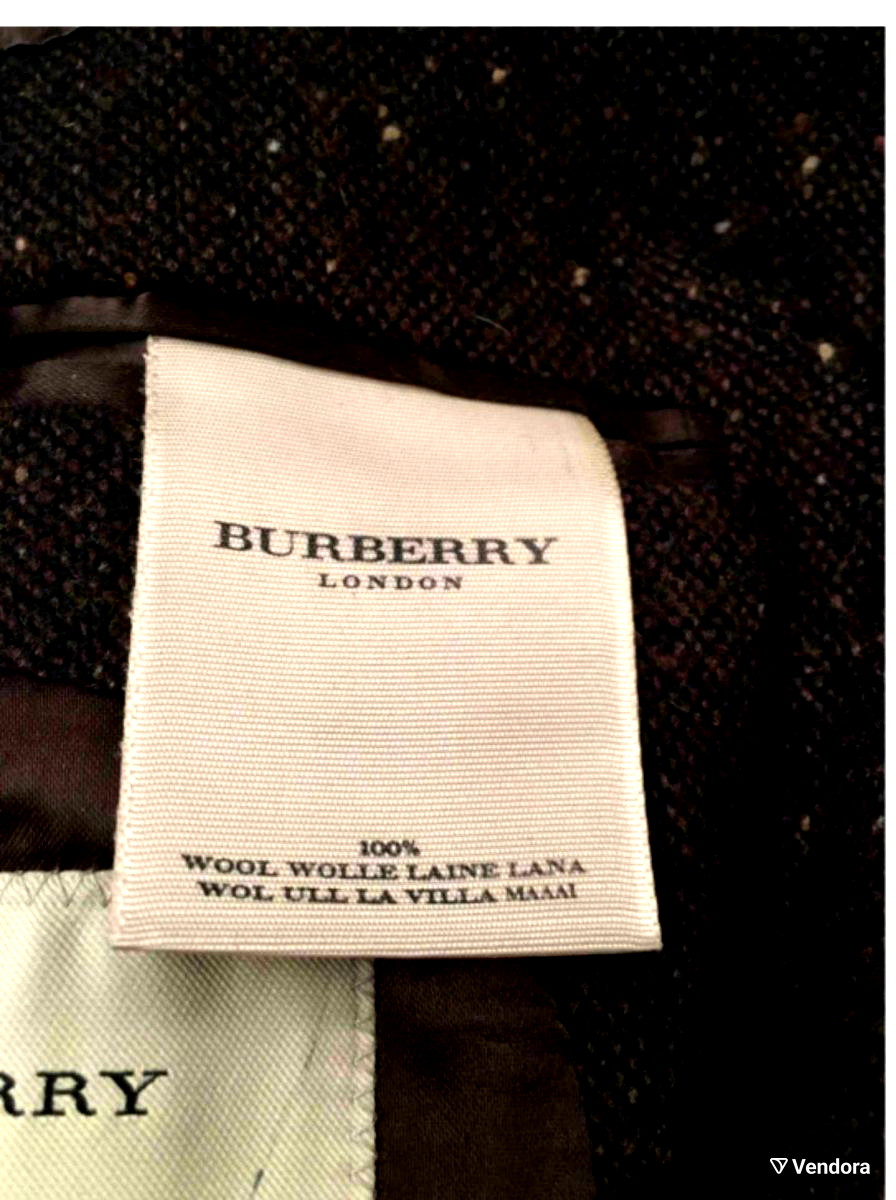 BURBERRY
LONDON
100%
WOOL WOLLE LAINE LANA
WOL ULL LA VILLA MAAAI
RRY
Vendora